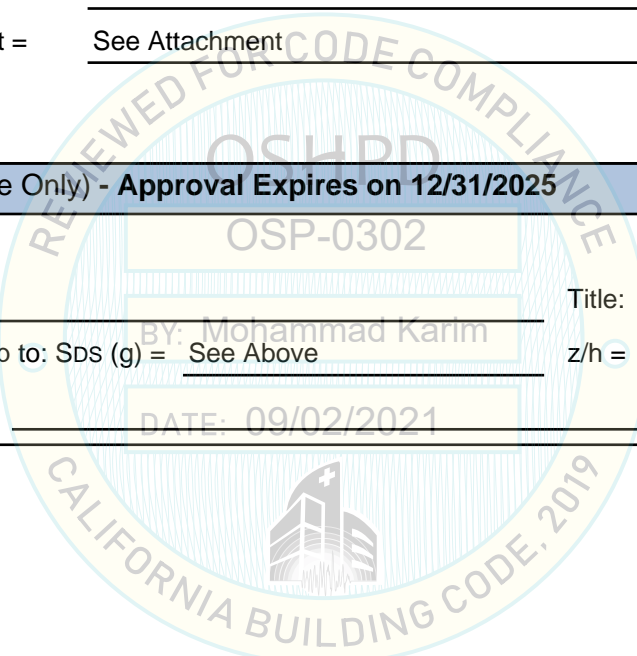 t = See Attachment
REVIEWED FOR CODE COMPLIANCE
OSHPD
e Only) - Approval Expires on 12/31/2025
OSP-0302
Title:
BY: Mohammad Karim
o to: SDS (g) = See Above z/h =
DATE: 09/02/2021
CALIFORNIA BUILDING CODE, 2019